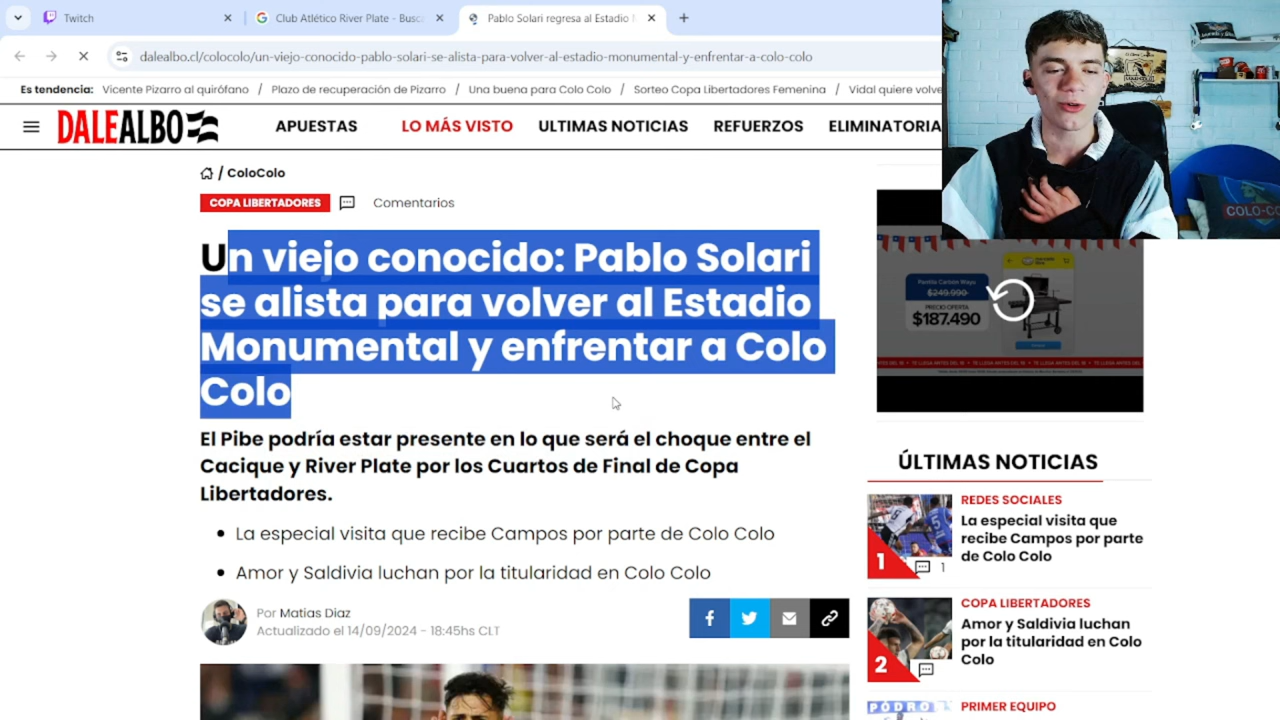 Twitch
Club Atlético River Plate - Busc
Pablo Solari regresa al Estadio
dalealbo.cl/colocolo/un-viejo-conocido-pablo-solari-se-alista-para-volver-al-estadio-monumental-y-enfrentar-a-colo-colo
Es tendencia: Vicente Pizarro al quirófano / Plazo de recuperación de Pizarro / Una buena para Colo Colo / Sorteo Copa Libertadores Femenina / Vidal quiere volve
DALEALBO
APUESTAS LO MÁS VISTO ULTIMAS NOTICIAS REFUERZOS ELIMINATORIA
/ ColoColo
COPA LIBERTADORES Comentarios
Un viejo conocido: Pablo Solari
se alista para volver al Estadio
Monumental y enfrentar a Colo
Colo
El Pibe podría estar presente en lo que será el choque entre el
Cacique y River Plate por los Cuartos de Final de Copa
Libertadores.
La especial visita que recibe Campos por parte de Colo Colo
Amor y Saldivia luchan por la titularidad en Colo Colo
Por Matias Diaz
Actualizado el 14/09/2024 - 18:45hs CLT
COLO-CO
$249.990
PRECIO OFERTA
$187.490
ÚLTIMAS NOTICIAS
REDES SOCIALES
La especial visita que
recibe Campos por parte
de Colo Colo
1
1
COPA LIBERTADORES
Amor y Saldivia luchan
por la titularidad en Colo
Colo
2
PRIMER EQUIPO